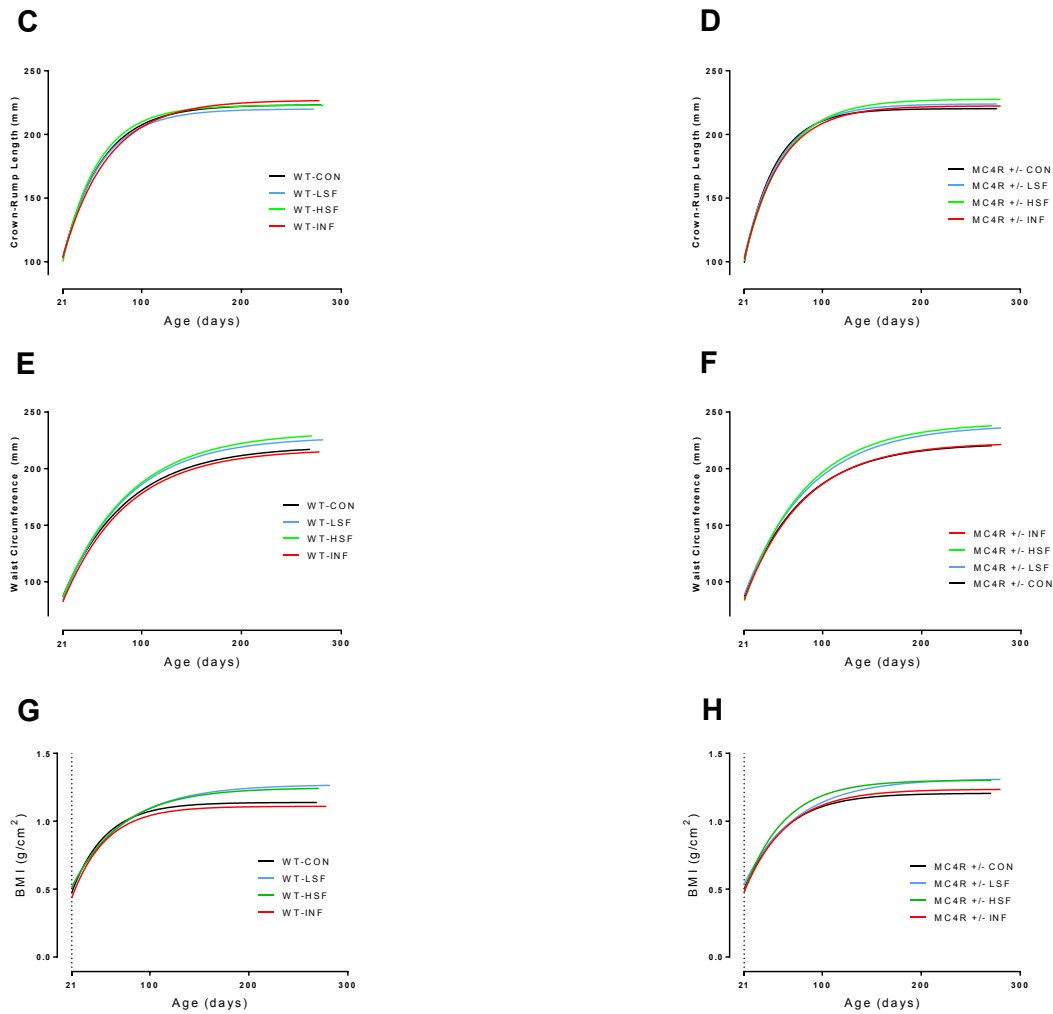 C
250
200
150
100
Crown-Rump Length (mm)
WT-CON
WT-LSF
WT-HSF
WT-INF
21
100
200
300
Age (days)
D
250
200
150
100
Crown-Rump Length (mm)
MC4R +/- CON
MC4R +/- LSF
MC4R +/- HSF
MC4R +/- INF
21
100
200
300
Age (days)
E
250
200
150
100
Waist Circumference (mm)
WT-CON
WT-LSF
WT-HSF
WT-INF
21
100
200
300
Age (days)
F
250
200
150
100
Waist Circumference (mm)
MC4R +/- INF
MC4R +/- HSF
MC4R +/- LSF
MC4R +/- CON
21
100
200
300
Age (days)
G
1.5
1.0
0.5
0.0
BMI (g/cm²)
WT-CON
WT-LSF
WT-HSF
WT-INF
21
100
200
300
Age (days)
H
1.5
1.0
0.5
0.0
BMI (g/cm²)
MC4R +/- CON
MC4R +/- LSF
MC4R +/- HSF
MC4R +/- INF
21
100
200
300
Age (days)